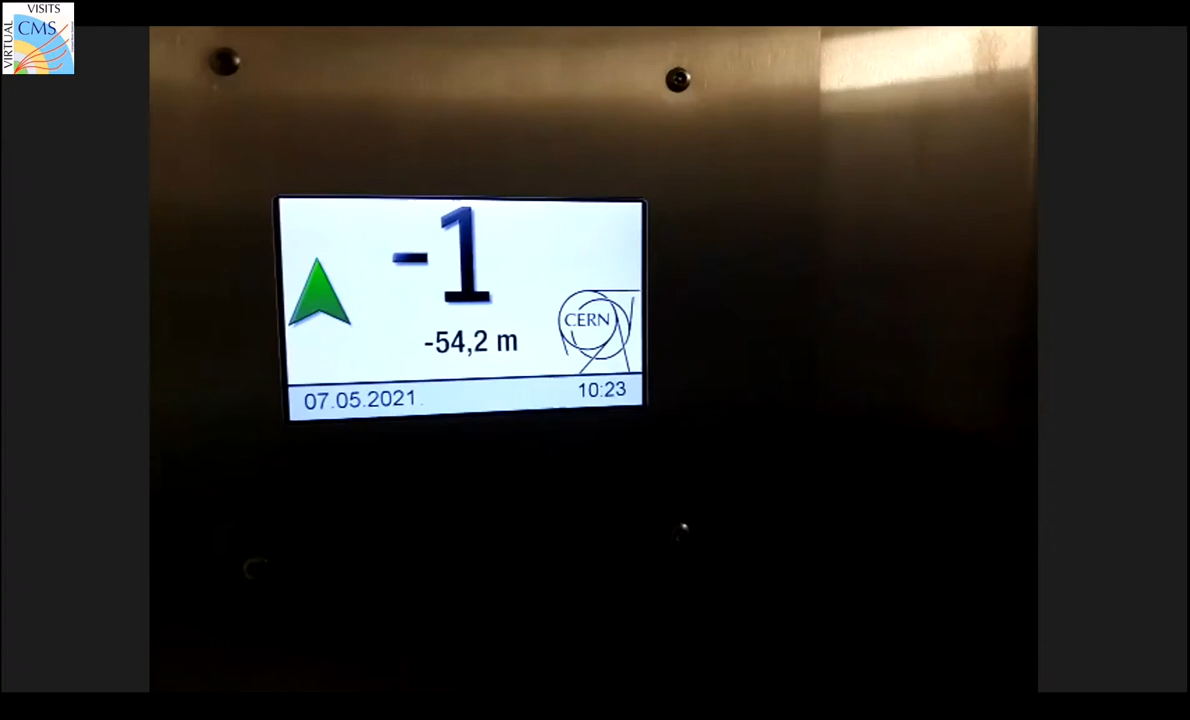 VISITS
VIRTUAL
CMS
-1
-54,2 m
CERN
07.05.2021
10:23